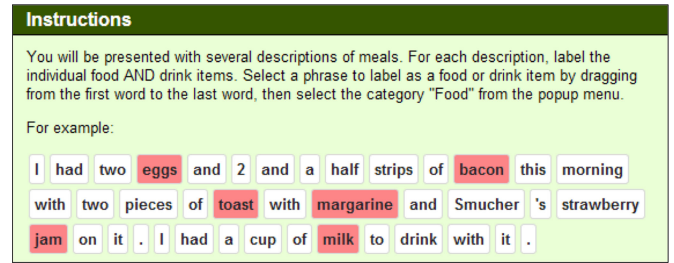 Instructions
You will be presented with several descriptions of meals. For each description, label the
individual food AND drink items. Select a phrase to label as a food or drink item by dragging
from the first word to the last word, then select the category "Food" from the popup menu.
For example:
I had two eggs and 2 and a half strips of bacon this morning
with two pieces of toast with margarine and Smucher 's strawberry
jam on it . I had a cup of milk to drink with it .